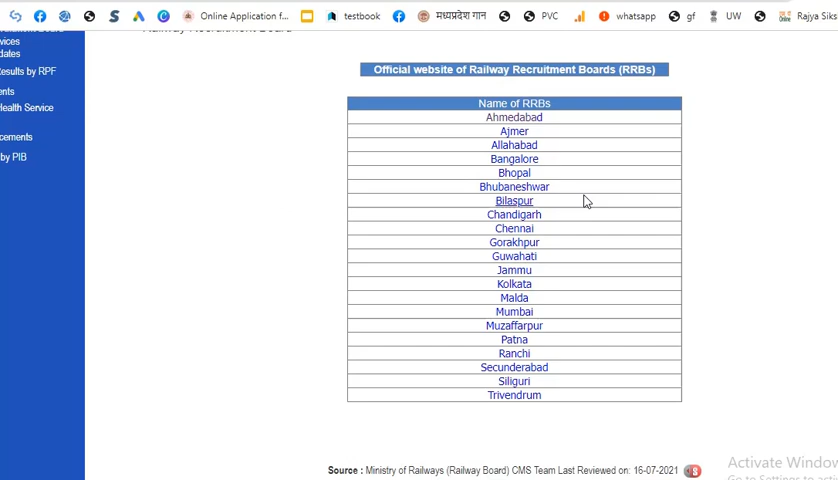 Online Application f...
testbook
मध्यप्रदेश गान
PVC
whatsapp
gf
UW
Rajya Siks
vices
dates
Results by RPF
ents
Health Service
cements
by PIB
Official website of Railway Recruitment Boards (RRBs)
Name of RRBs
Ahmedabad
Ajmer
Allahabad
Bangalore
Bhopal
Bhubaneshwar
Bilaspur
Chandigarh
Chennai
Gorakhpur
Guwahati
Jammu
Kolkata
Malda
Mumbai
Muzaffarpur
Patna
Ranchi
Secunderabad
Siliguri
Trivendrum
Source : Ministry of Railways (Railway Board) CMS Team Last Reviewed on: 16-07-2021
Activate Window